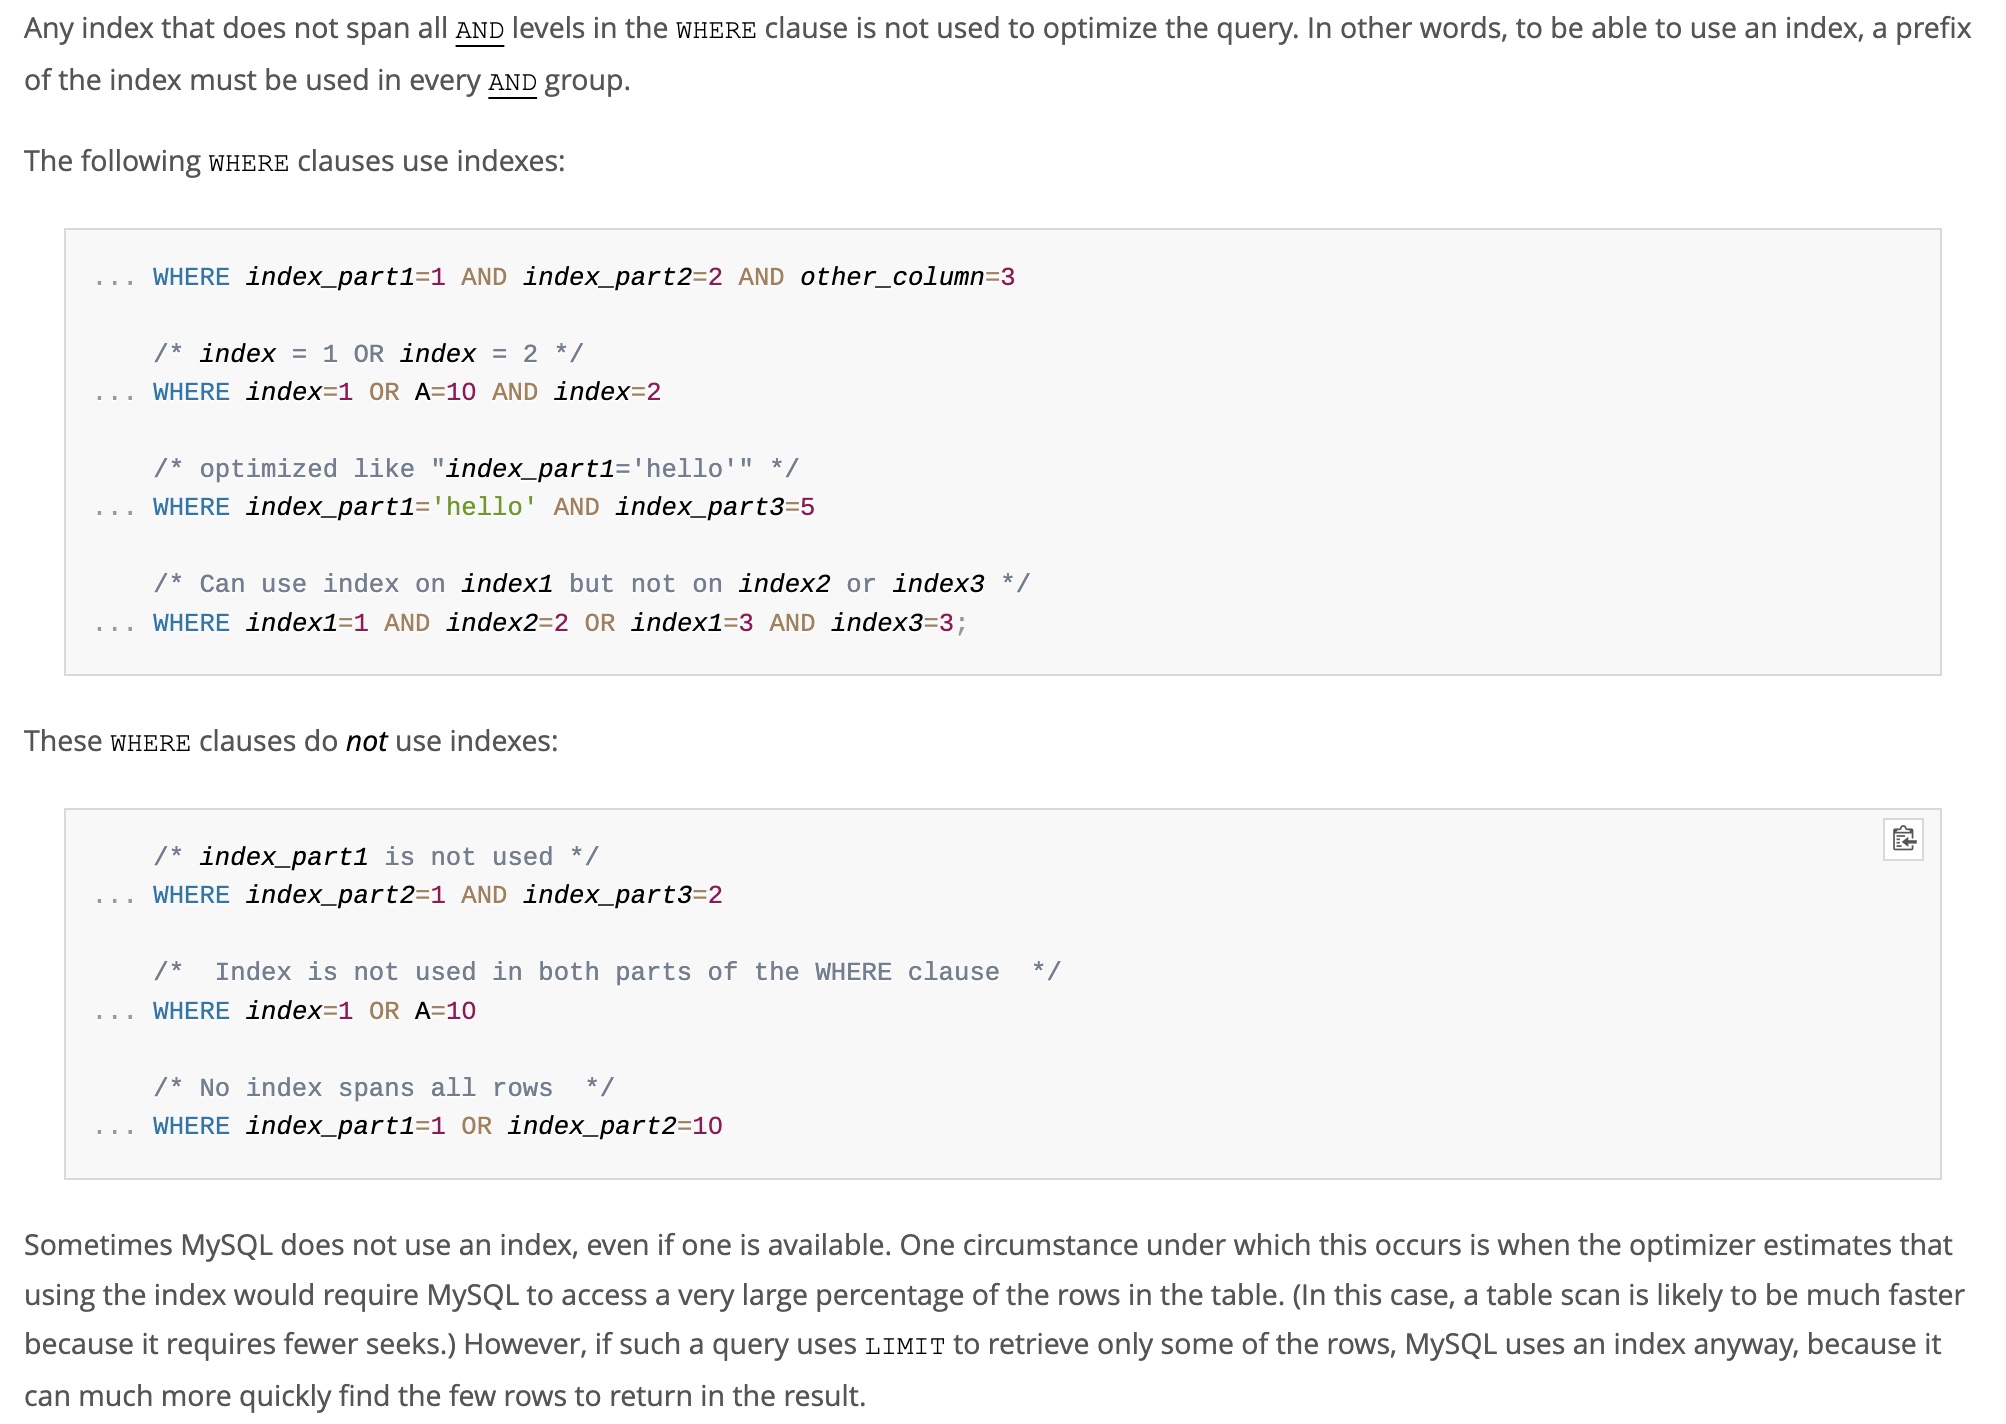 Any index that does not span all AND levels in the WHERE clause is not used to optimize the query. In other words, to be able to use an index, a prefix
of the index must be used in every AND group.
The following WHERE clauses use indexes:
... WHERE index_part1=1 AND index_part2=2 AND other_column=3
/* index = 1 OR index = 2 */
... WHERE index=1 OR A=10 AND index=2
/* optimized like "index_part1='hello'" */
... WHERE index_part1='hello' AND index_part3=5
/* Can use index on index1 but not on index2 or index3 */
... WHERE index1=1 AND index2=2 OR index1=3 AND index3=3;
These WHERE clauses do not use indexes:
/* index_part1 is not used */
... WHERE index_part2=1 AND index_part3=2
/*  Index is not used in both parts of the WHERE clause  */
... WHERE index=1 OR A=10
/* No index spans all rows  */
... WHERE index_part1=1 OR index_part2=10
Sometimes MySQL does not use an index, even if one is available. One circumstance under which this occurs is when the optimizer estimates that
using the index would require MySQL to access a very large percentage of the rows in the table. (In this case, a table scan is likely to be much faster
because it requires fewer seeks.) However, if such a query uses LIMIT to retrieve only some of the rows, MySQL uses an index anyway, because it
can much more quickly find the few rows to return in the result.